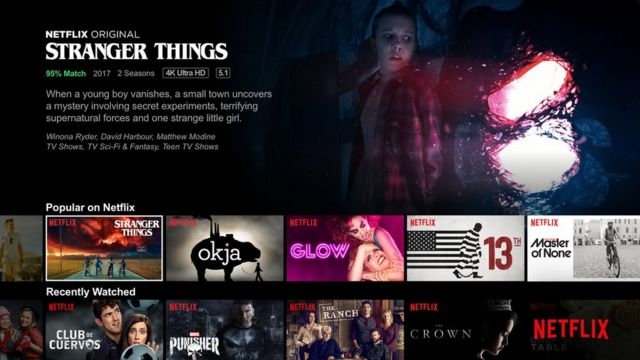 NETFLIX ORIGINAL
STRANGER THINGS
95% Match 2017 2 Seasons 4K Ultra HD 5.1
When a young boy vanishes, a small town uncovers
a mystery involving secret experiments, terrifying
supernatural forces and one strange little girl.
Winona Ryder, David Harbour, Matthew Modine
TV Shows, TV Sci-Fi & Fantasy, Teen TV Shows
Popular on Netflix
NETFLIX STRANGER THINGS
NETFLIX okja
NETFLIX GLOW
NETFLIX 13TH
NETFLIX Master of None
Recently Watched
NETFLIX CLUB DE CUERVOS
NETFLIX MARVEL PUNISHER
NETFLIX THE RANCH
NETFLIX THE CROWN
NETFLIX TABLE